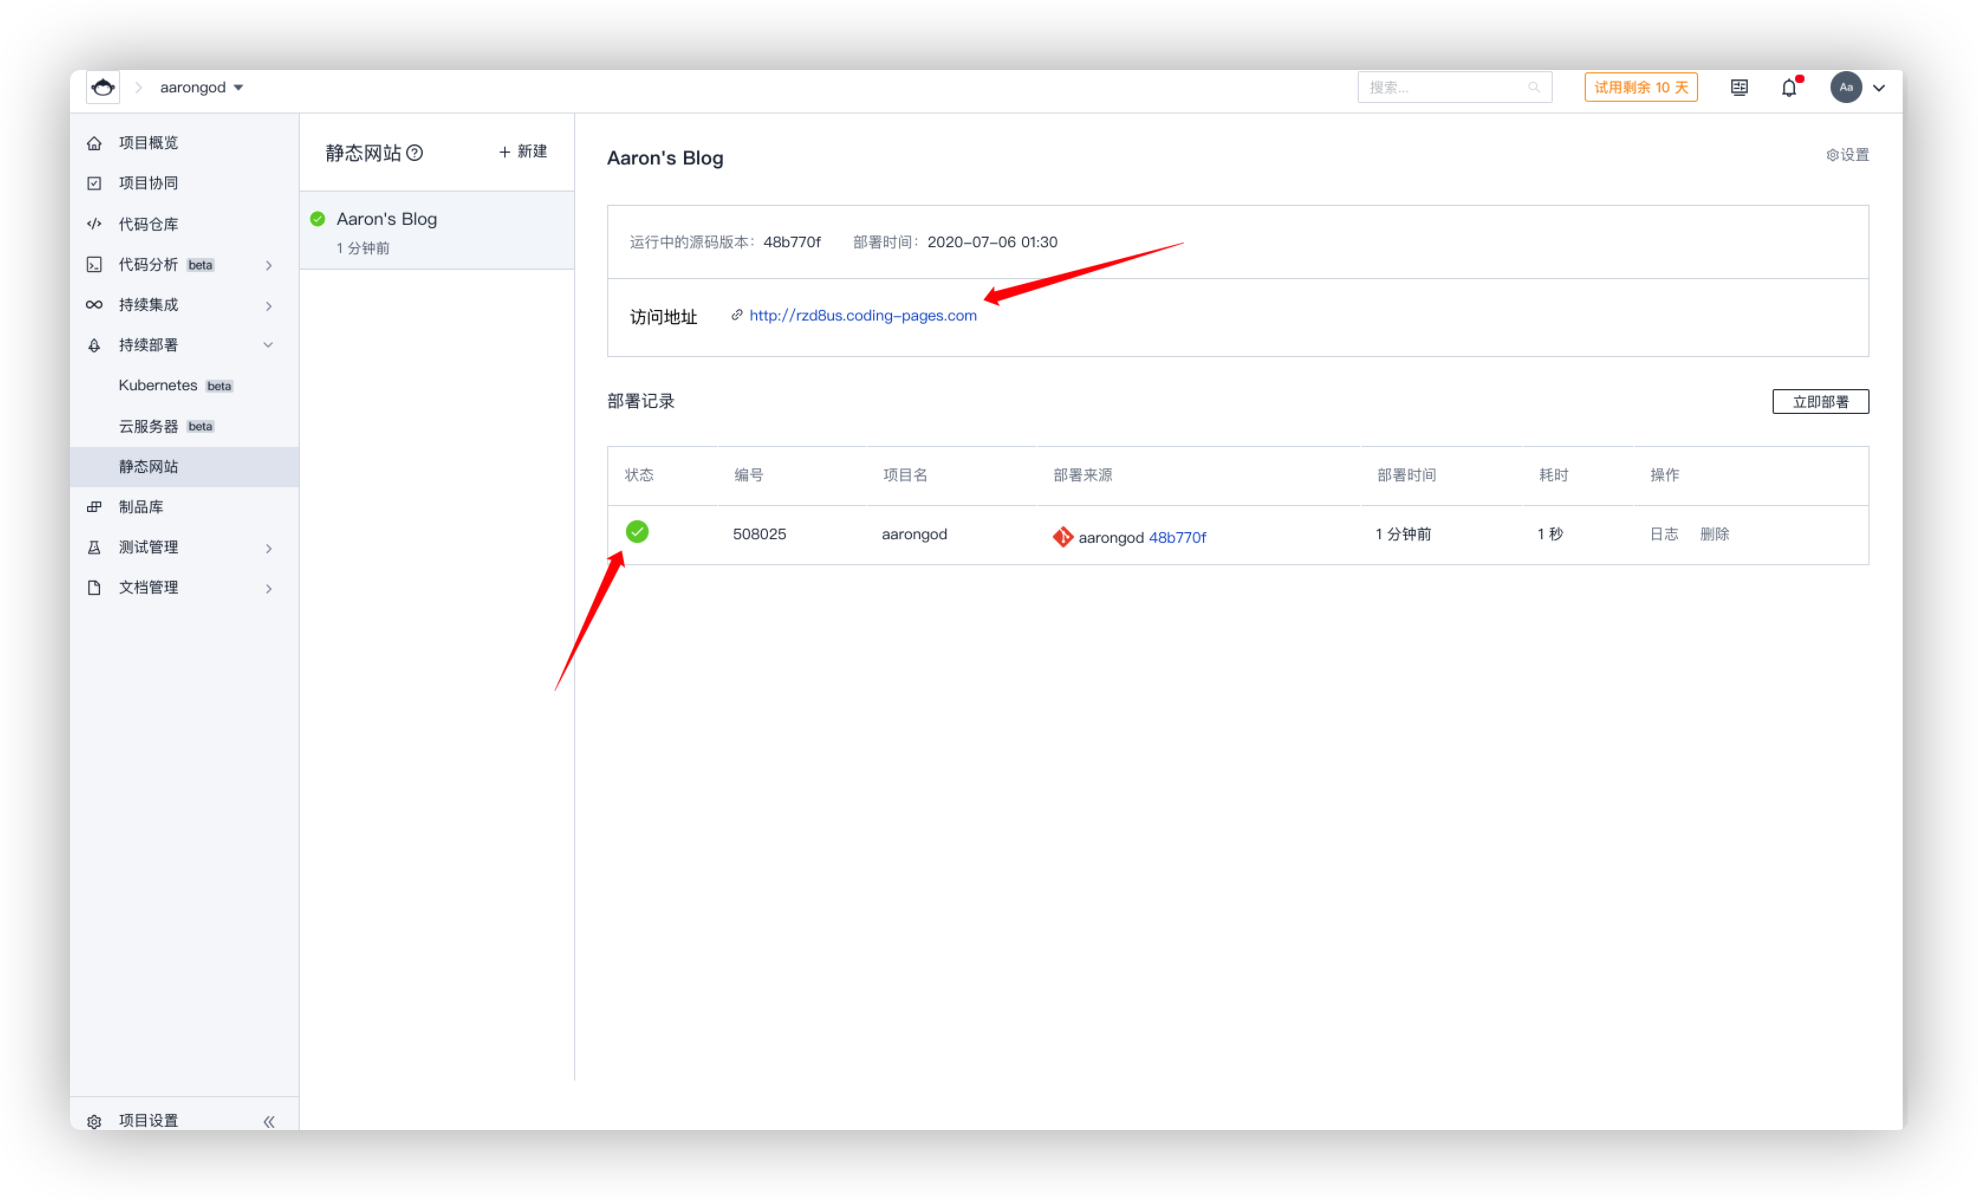 aarongod
搜索...
试用剩余 10 天
Aa
项目概览
项目协同
代码仓库
代码分析 beta
持续集成
持续部署
Kubernetes beta
云服务器 beta
静态网站
制品库
测试管理
文档管理
项目设置
静态网站
+ 新建
Aaron's Blog
1 分钟前
Aaron's Blog
设置
运行中的源码版本： 48b770f 部署时间： 2020-07-06 01:30
访问地址 http://rzd8us.coding-pages.com
部署记录
立即部署
状态 编号 项目名 部署来源 部署时间 耗时 操作
508025 aarongod aarongod 48b770f 1 分钟前 1 秒 日志 删除